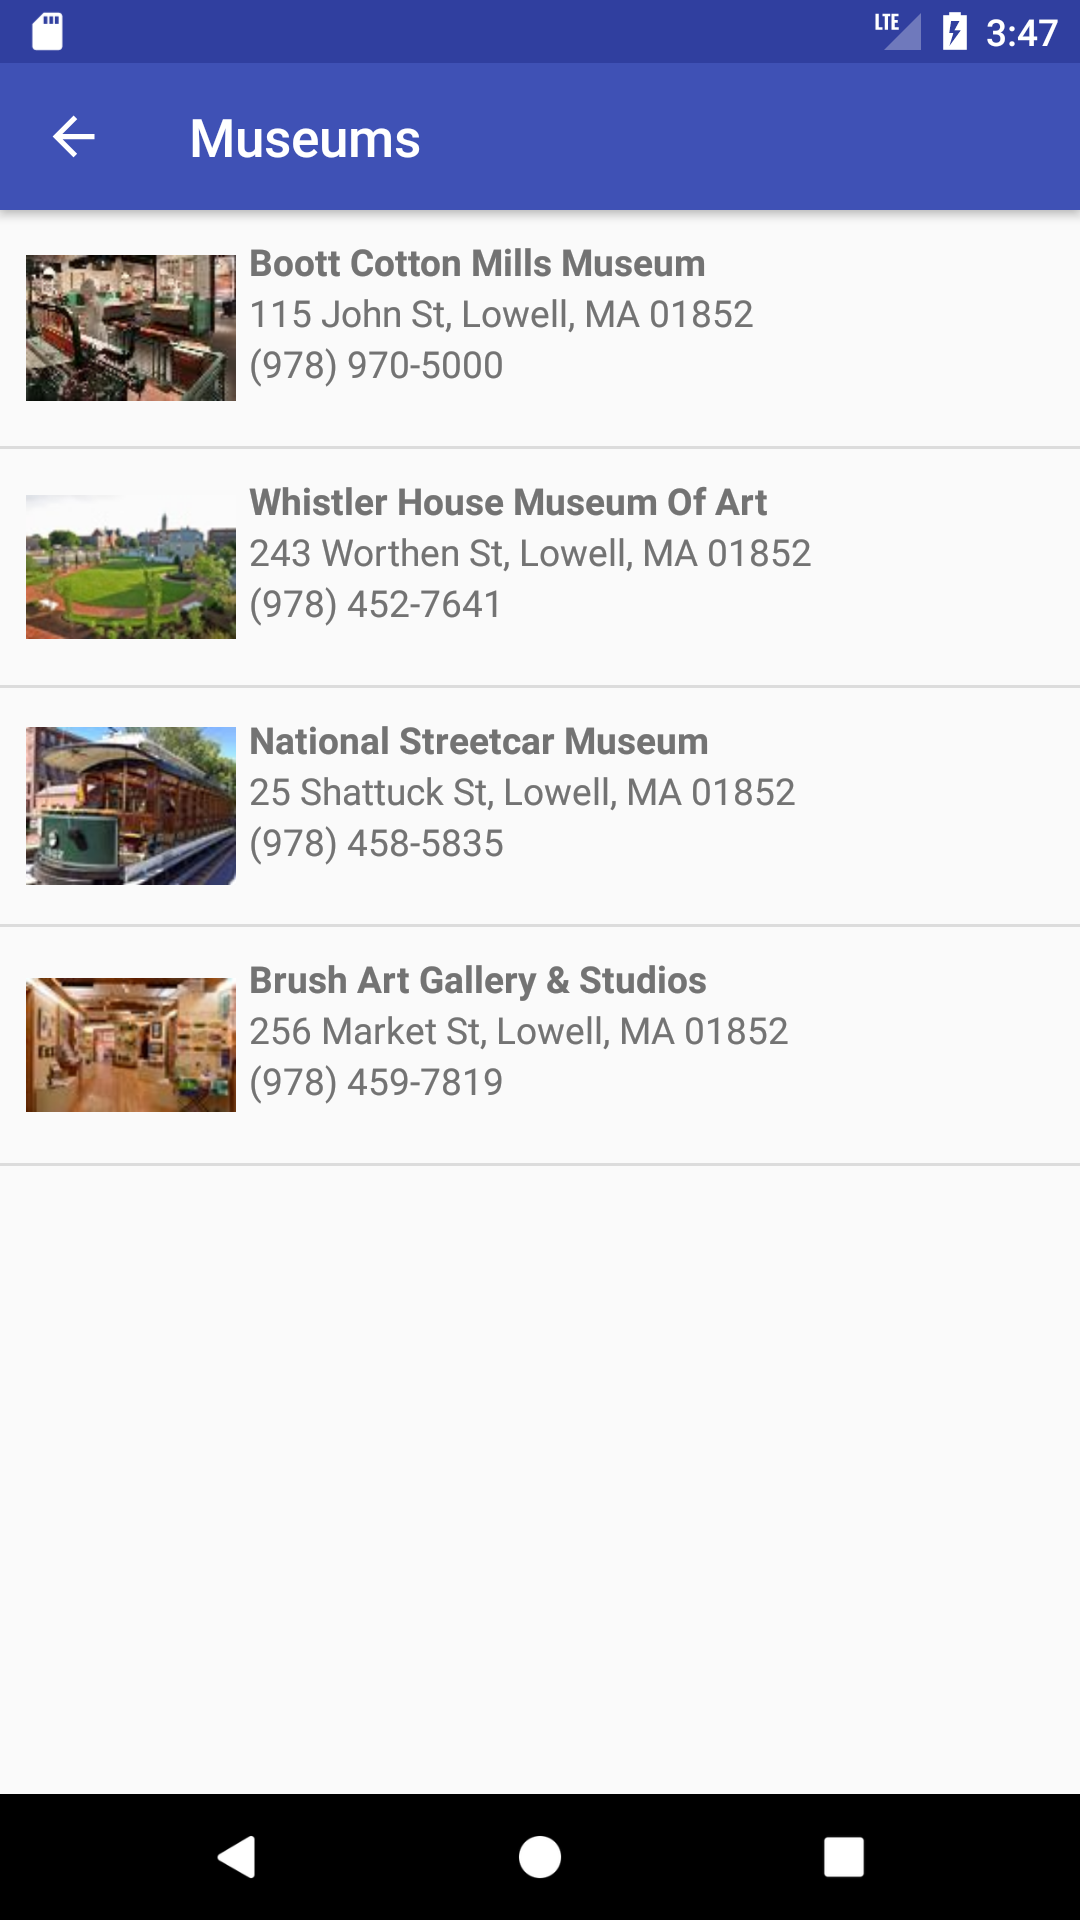 LTE 3:47
Museums
Boott Cotton Mills Museum
115 John St, Lowell, MA 01852
(978) 970-5000
Whistler House Museum Of Art
243 Worthen St, Lowell, MA 01852
(978) 452-7641
National Streetcar Museum
25 Shattuck St, Lowell, MA 01852
(978) 458-5835
Brush Art Gallery & Studios
256 Market St, Lowell, MA 01852
(978) 459-7819